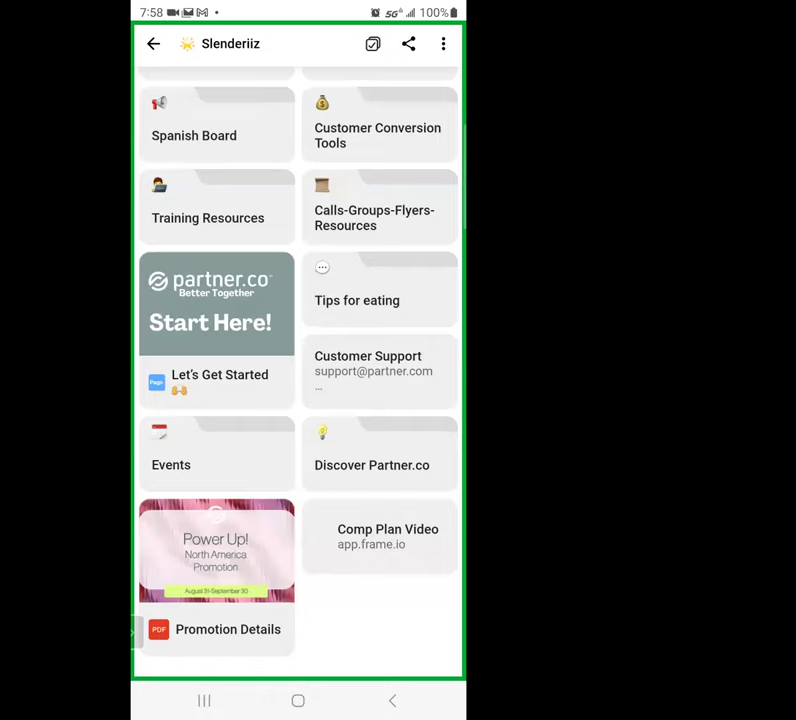 7:58
5G
100%
Slenderiiz
Spanish Board
Customer Conversion
Tools
Training Resources
Calls-Groups-Flyers-
Resources
partner.co
Better Together
Start Here!
Page
Let's Get Started
Tips for eating
Customer Support
support@partner.com
...
Events
Discover Partner.co
Power Up!
North America
Promotion
August 31-September 30
PDF
Promotion Details
Comp Plan Video
app.frame.io